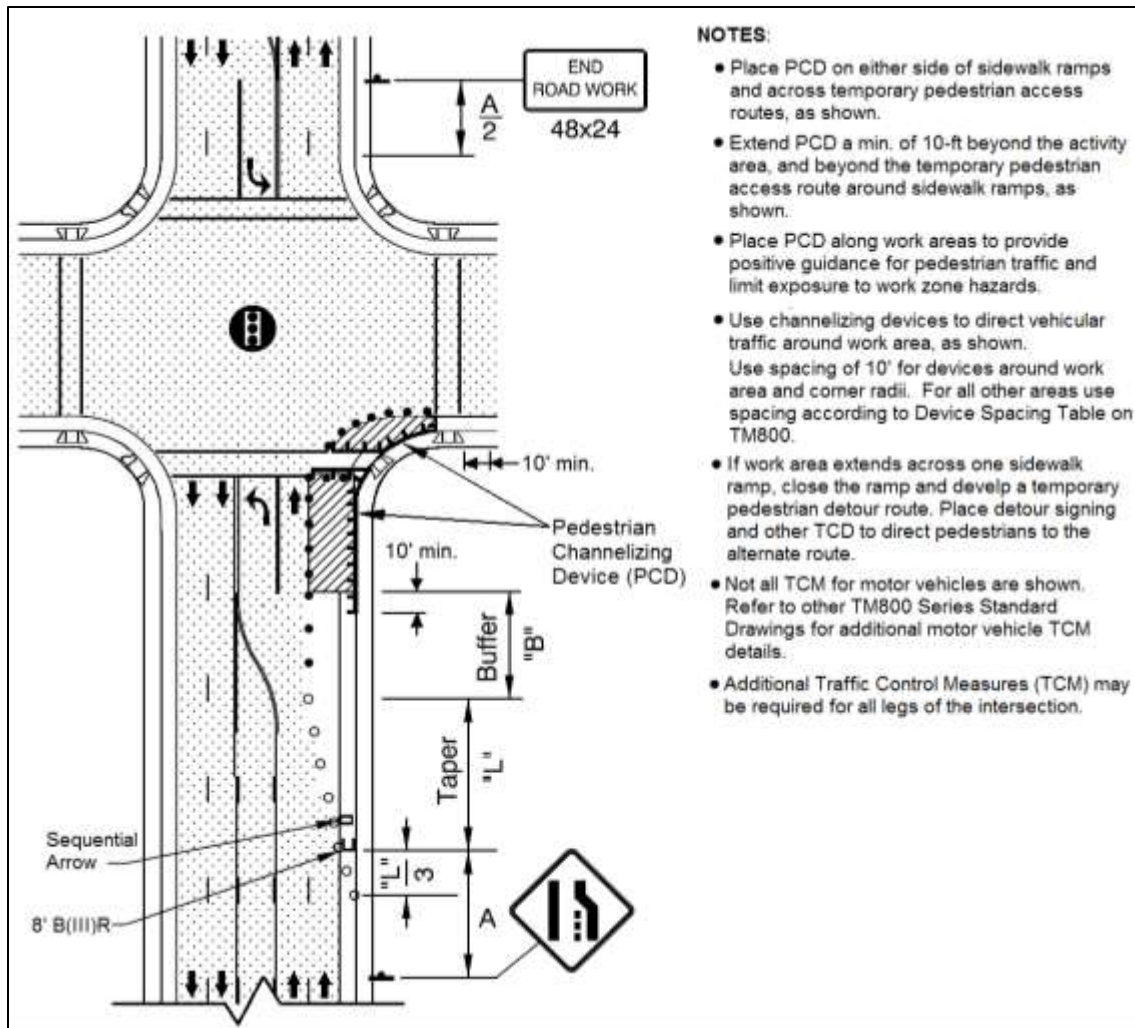 END
ROAD WORK
48x24
A
2
10' min.
Pedestrian
Channelizing
Device (PCD)
10' min.
Buffer
"B"
Taper
"L"
Sequential
Arrow
"L"
3
8' B(III)R
A
NOTES:
• Place PCD on either side of sidewalk ramps
and across temporary pedestrian access
routes, as shown.
• Extend PCD a min. of 10-ft beyond the activity
area, and beyond the temporary pedestrian
access route around sidewalk ramps, as
shown.
• Place PCD along work areas to provide
positive guidance for pedestrian traffic and
limit exposure to work zone hazards.
• Use channelizing devices to direct vehicular
traffic around work area, as shown.
Use spacing of 10' for devices around work
area and corner radii. For all other areas use
spacing according to Device Spacing Table on
TM800.
• If work area extends across one sidewalk
ramp, close the ramp and develp a temporary
pedestrian detour route. Place detour signing
and other TCD to direct pedestrians to the
alternate route.
• Not all TCM for motor vehicles are shown.
Refer to other TM800 Series Standard
Drawings for additional motor vehicle TCM
details.
• Additional Traffic Control Measures (TCM) may
be required for all legs of the intersection.